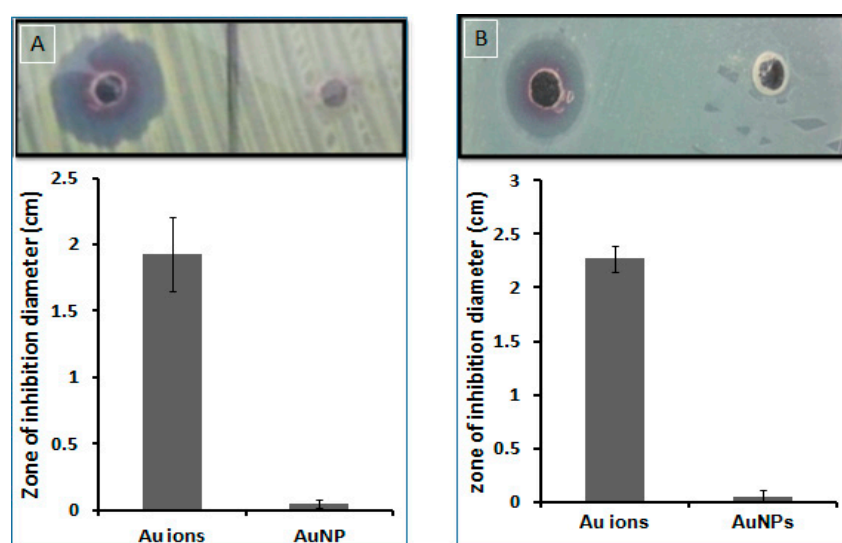 A
Zone of inhibition diameter (cm)
2.5
2
1.5
1
0.5
0
Au ions
AuNP
B
zone of inhibition diameter (cm)
3
2.5
2
1.5
1
0.5
0
Au ions
AuNPs